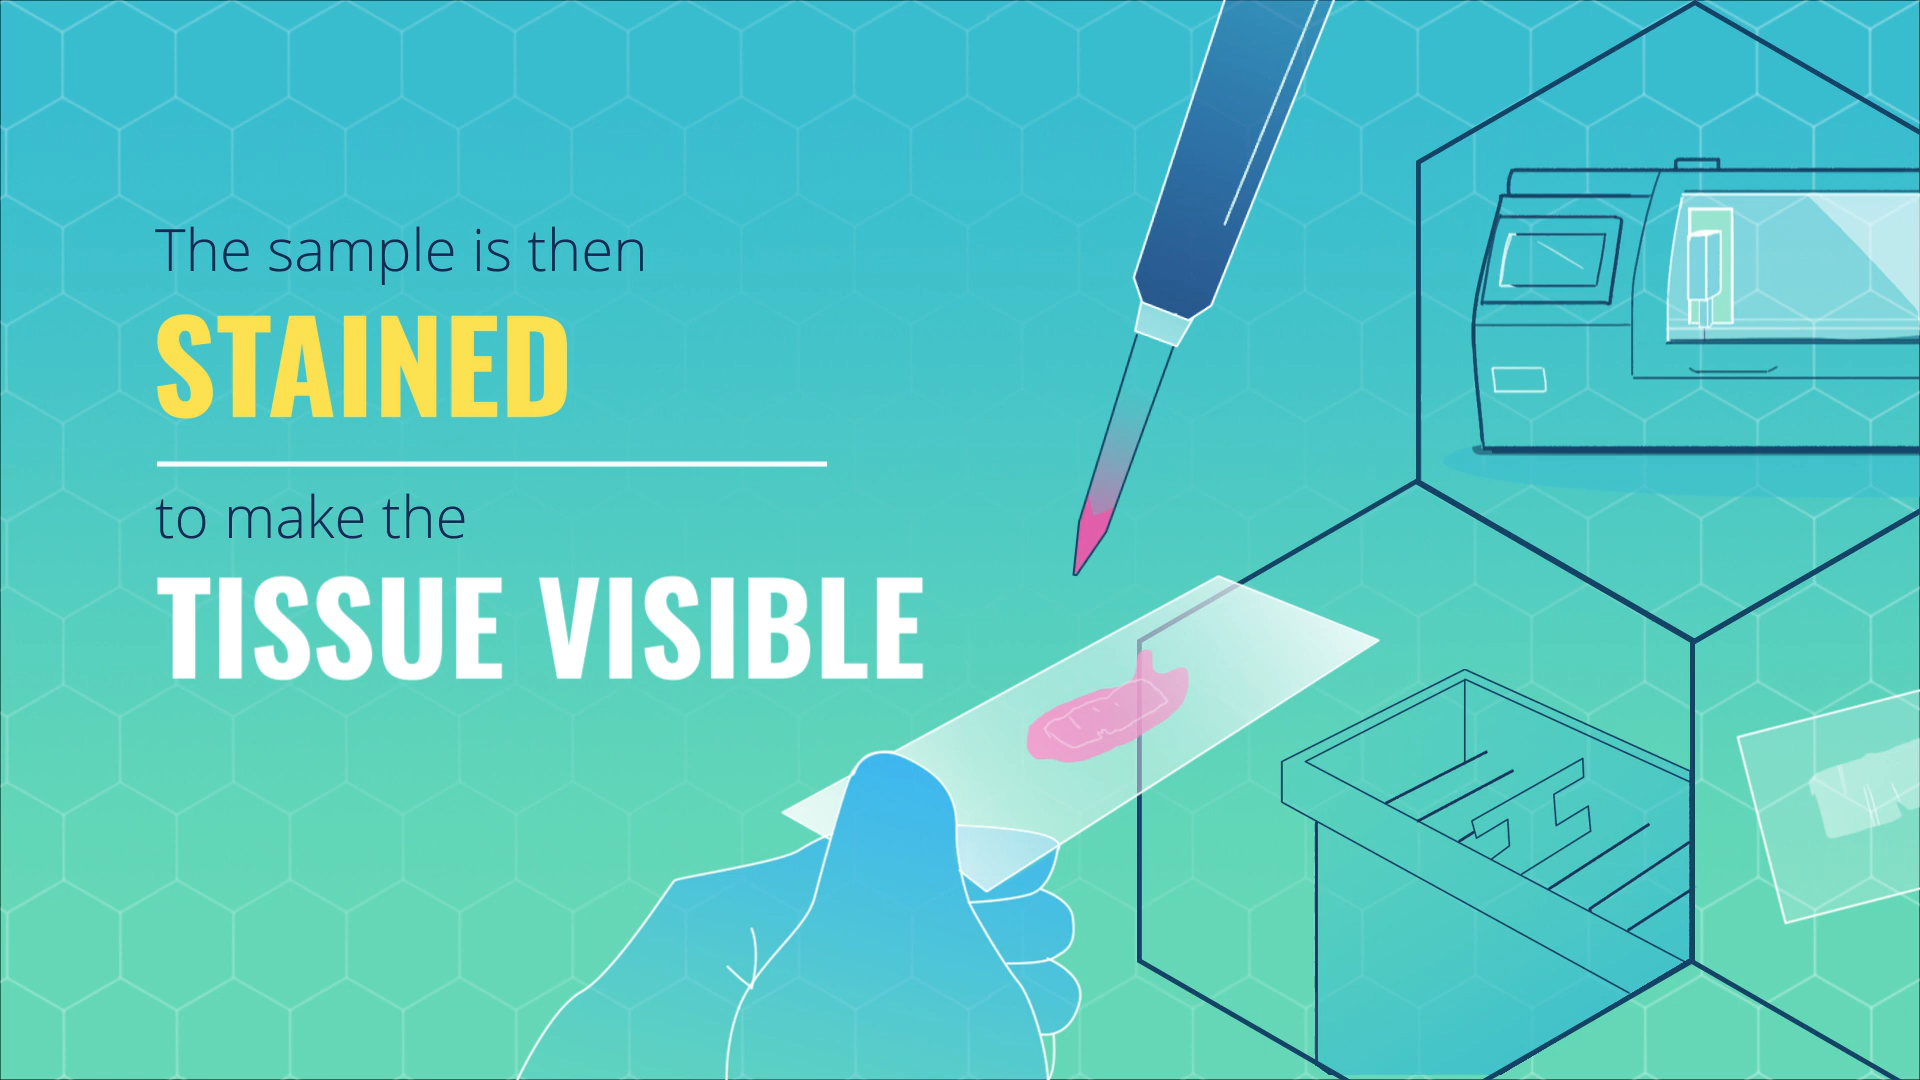 The sample is then
STAINED
to make the
TISSUE VISIBLE